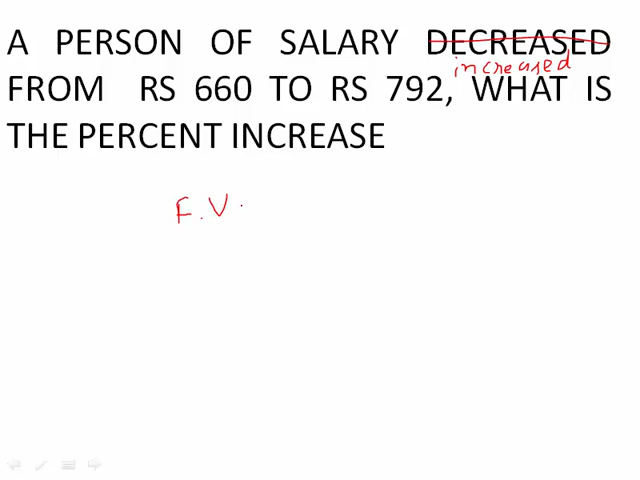 A PERSON OF SALARY DECREASED
increased
FROM RS 660 TO RS 792, WHAT IS
THE PERCENT INCREASE
F.V.